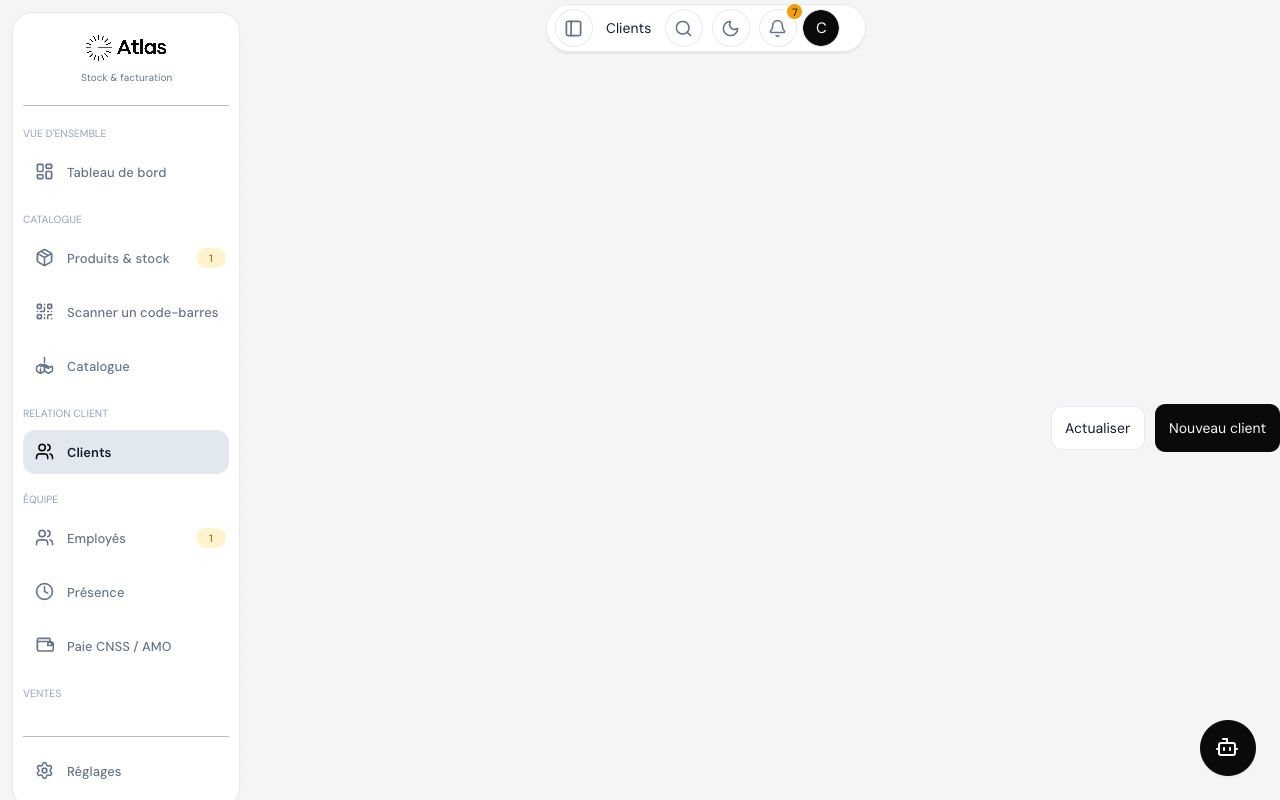 Atlas
Stock & facturation
VUE D'ENSEMBLE
Tableau de bord
CATALOGUE
Produits & stock 1
Scanner un code-barres
Catalogue
RELATION CLIENT
Clients
ÉQUIPE
Employés 1
Présence
Paie CNSS / AMO
VENTES
Réglages
Clients 7 C
Actualiser Nouveau client